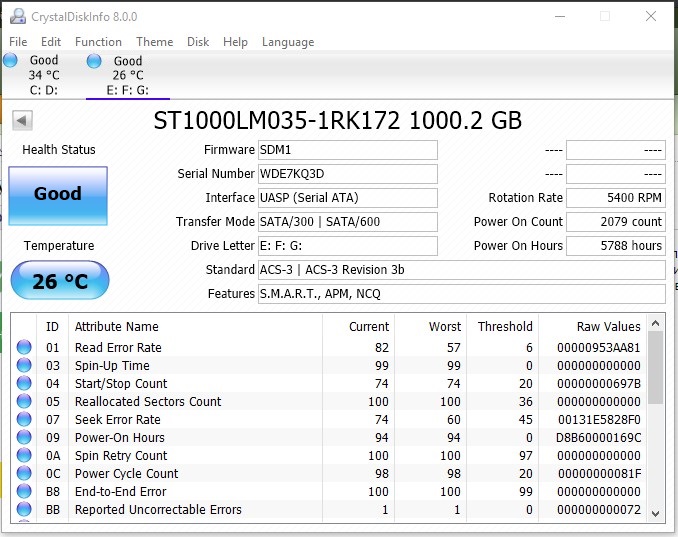 CrystalDiskInfo 8.0.0
File Edit Function Theme Disk Help Language
Good Good
34 °C 26 °C
C: D: E: F: G:
ST1000LM035-1RK172 1000.2 GB
Health Status Firmware SDM1 ---- ----
Good Serial Number WDE7KQ3D ---- ----
Interface UASP (Serial ATA) Rotation Rate 5400 RPM
Transfer Mode SATA/300 | SATA/600 Power On Count 2079 count
Temperature Drive Letter E: F: G: Power On Hours 5788 hours
26 °C Standard ACS-3 | ACS-3 Revision 3b
Features S.M.A.R.T., APM, NCQ
ID Attribute Name Current Worst Threshold Raw Values
01 Read Error Rate 82 57 6 00000953AA81
03 Spin-Up Time 99 99 0 000000000000
04 Start/Stop Count 74 74 20 00000000697B
05 Reallocated Sectors Count 100 100 36 000000000000
07 Seek Error Rate 74 60 45 00131E5828F0
09 Power-On Hours 94 94 0 D8B60000169C
0A Spin Retry Count 100 100 97 000000000000
0C Power Cycle Count 98 98 20 00000000081F
B8 End-to-End Error 100 100 99 000000000000
BB Reported Uncorrectable Errors 1 1 0 000000000072